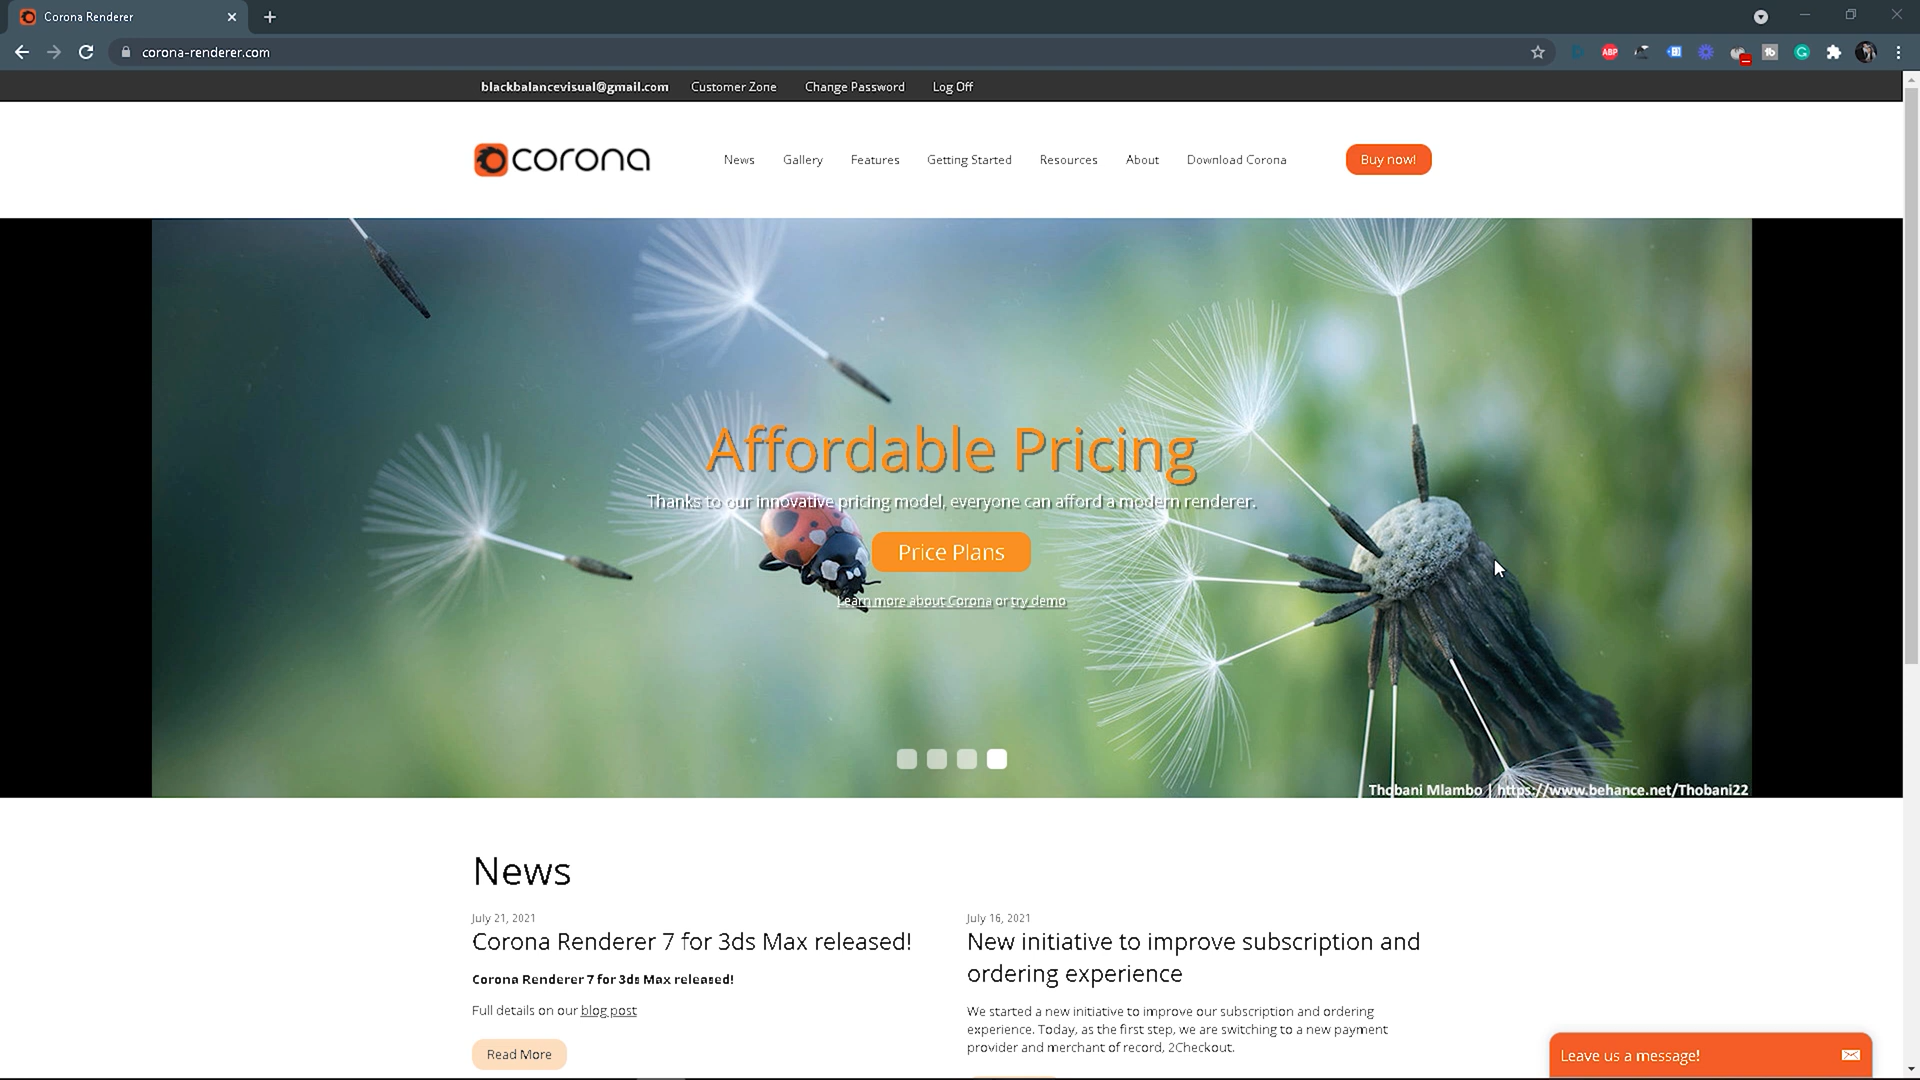 Corona Renderer
corona-renderer.com
ABP
blackbalancevisual@gmail.com Customer Zone Change Password Log Off
corona News Gallery Features Getting Started Resources About Download Corona Buy now!
Affordable Pricing
Thanks to our innovative pricing model, everyone can afford a modern renderer.
Price Plans
Learn more about Corona or try demo
Thobani Mlambo | https://www.behance.net/Thobani22
News
July 21, 2021
Corona Renderer 7 for 3ds Max released!
Corona Renderer 7 for 3ds Max released!
Full details on our blog post
Read More
July 16, 2021
New initiative to improve subscription and
ordering experience
We started a new initiative to improve our subscription and ordering
experience. Today, as the first step, we are switching to a new payment
provider and merchant of record, 2Checkout.
Leave us a message!